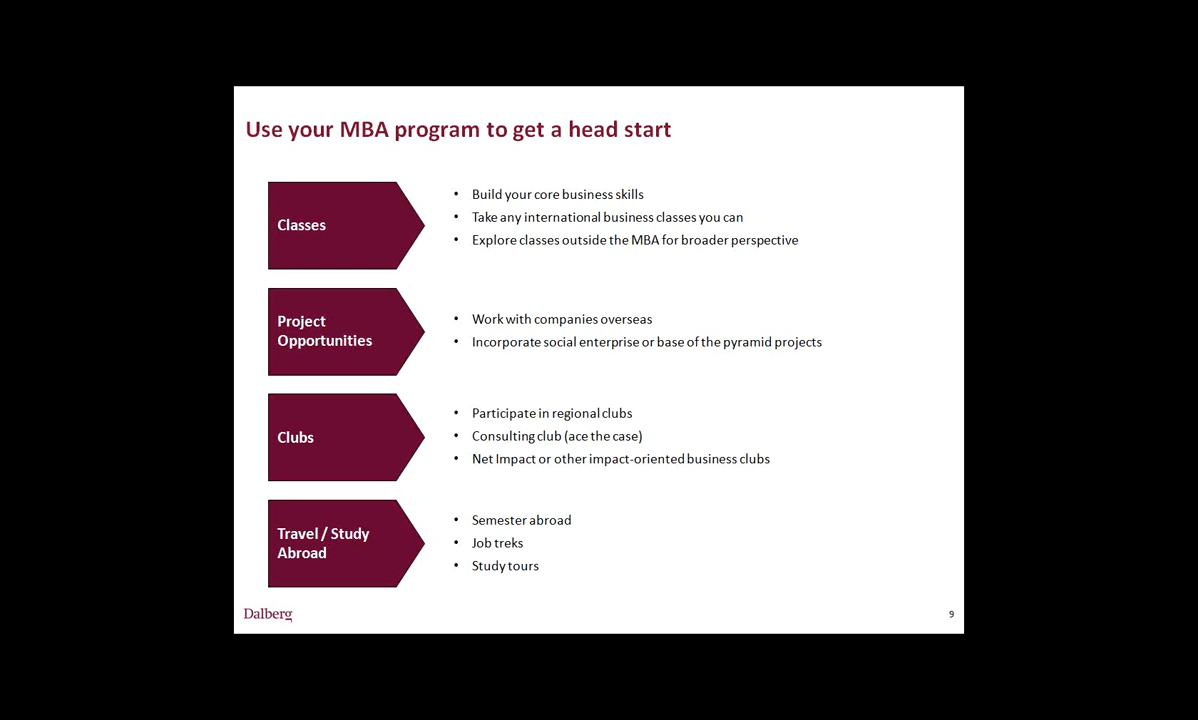 Use your MBA program to get a head start
Classes
• Build your core business skills
• Take any international business classes you can
• Explore classes outside the MBA for broader perspective
Project
Opportunities
• Work with companies overseas
• Incorporate social enterprise or base of the pyramid projects
Clubs
• Participate in regional clubs
• Consulting club (ace the case)
• Net Impact or other impact-oriented business clubs
Travel / Study
Abroad
• Semester abroad
• Job treks
• Study tours
Dalberg
9